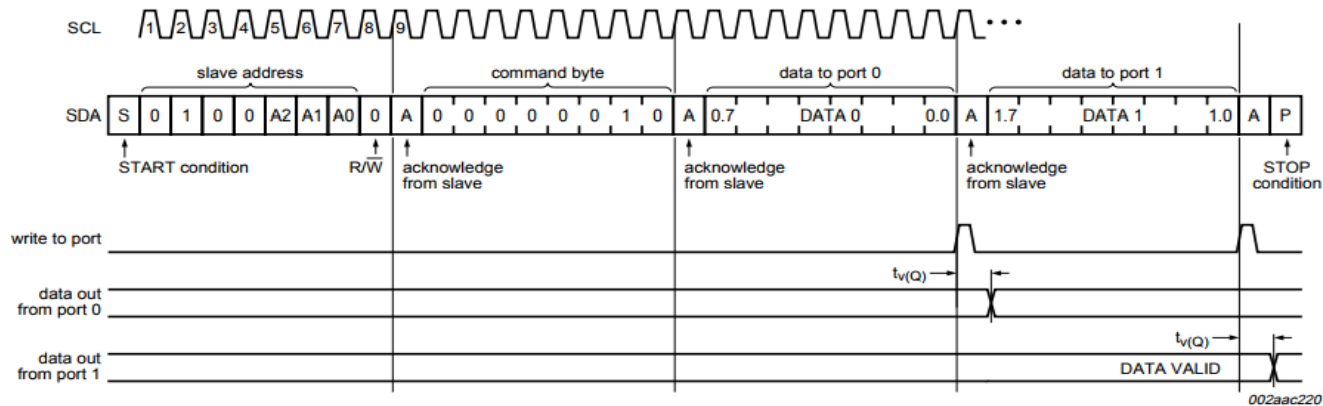 SCL 1 2 3 4 5 6 7 8 9 • • •
slave address command byte data to port 0 data to port 1
SDA S 0 1 0 0 A2 A1 A0 0 A 0 0 0 0 0 0 1 0 A 0.7 DATA 0 0.0 A 1.7 DATA 1 1.0 A P
START condition R/W̅ acknowledge from slave acknowledge from slave acknowledge from slave STOP condition
write to port
tv(Q)
data out
from port 0
tv(Q)
data out
from port 1 DATA VALID
002aac220